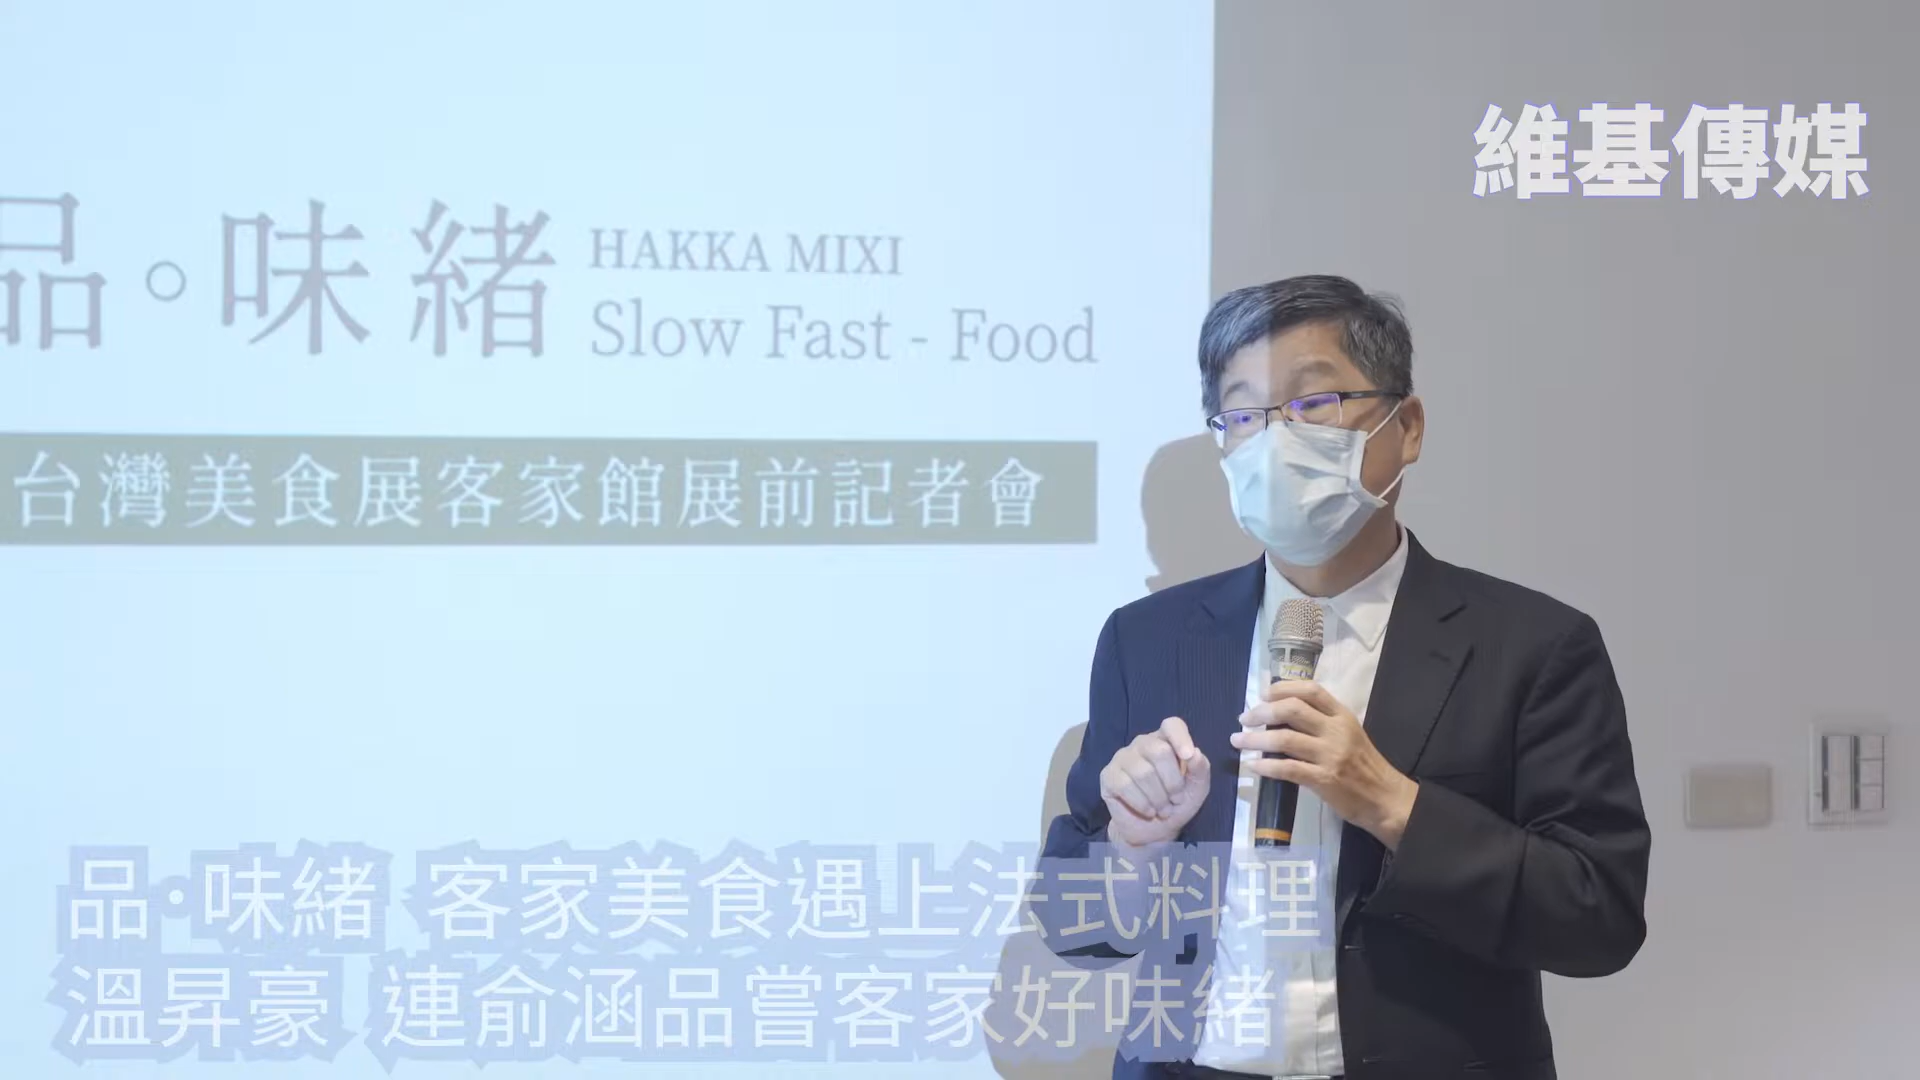 維基傳媒
品。味緒
HAKKA MIXI
Slow Fast - Food
台灣美食展客家館展前記者會
品·味緒 客家美食遇上法式料理
溫昇豪 連俞涵品嘗客家好味緒